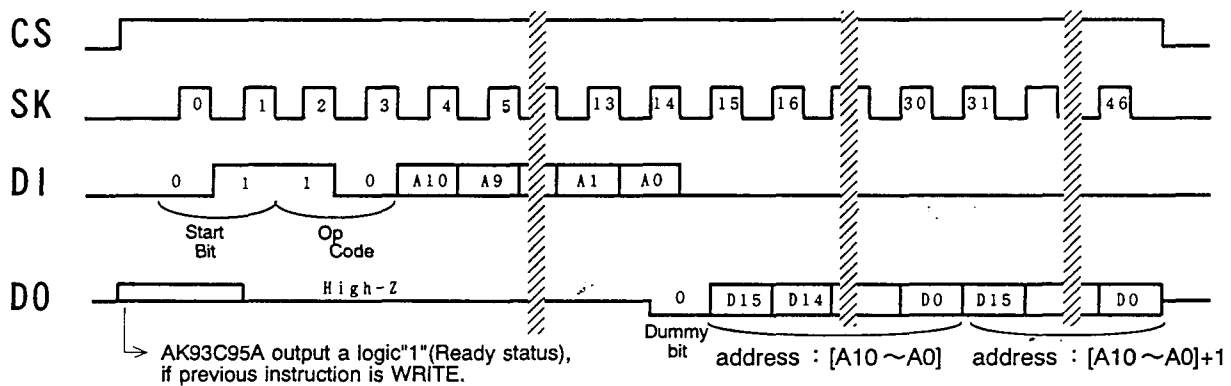 CS
SK 0 1 2 3 4 5 13 14 15 16 30 31 46
DI 0 1 1 0 A10 A9 A1 A0
Start Bit
Op Code
DO High-Z 0 D15 D14 D0 D15 D0
Dummy bit
address : [A10~A0] address : [A10~A0]+1
AK93C95A output a logic"1"(Ready status),
if previous instruction is WRITE.